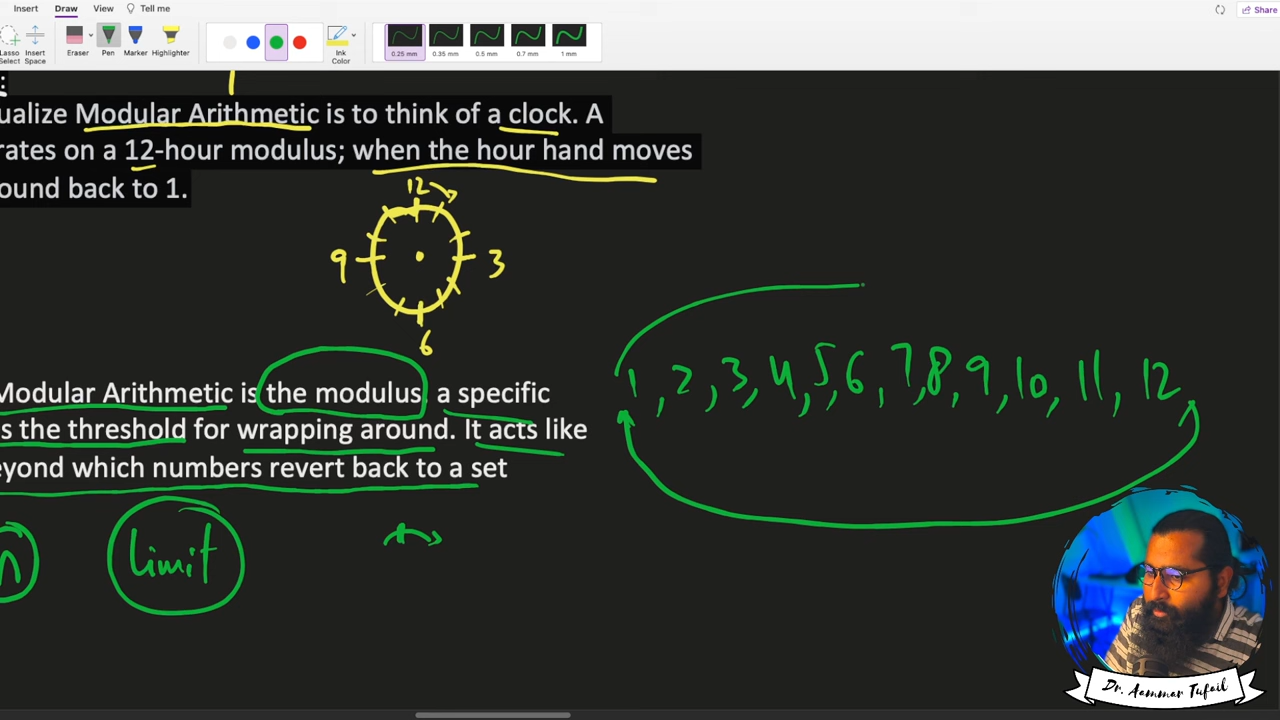 Insert Draw View Tell me
Share
Lasso Select
Insert Space
Eraser
Pen
Marker
Highlighter
Ink Color
0.25 mm
0.35 mm
0.5 mm
0.7 mm
1 mm
:
ualize Modular Arithmetic is to think of a clock. A
rates on a 12-hour modulus; when the hour hand moves
ound back to 1.
12
9
3
6
1, 2, 3, 4, 5, 6, 7, 8, 9, 10, 11, 12
Modular Arithmetic is the modulus, a specific
s the threshold for wrapping around. It acts like
eyond which numbers revert back to a set
n
Limit
Dr. Aammar Tufail